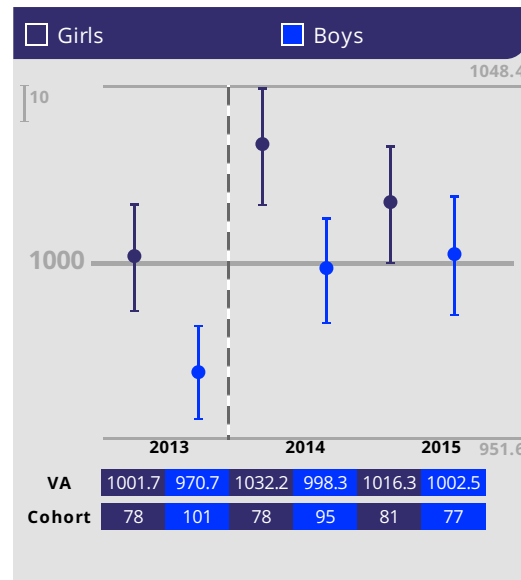 Girls Boys
1048.4
10
1000
2013 2014 2015 951.6
VA 1001.7 970.7 1032.2 998.3 1016.3 1002.5
Cohort 78 101 78 95 81 77